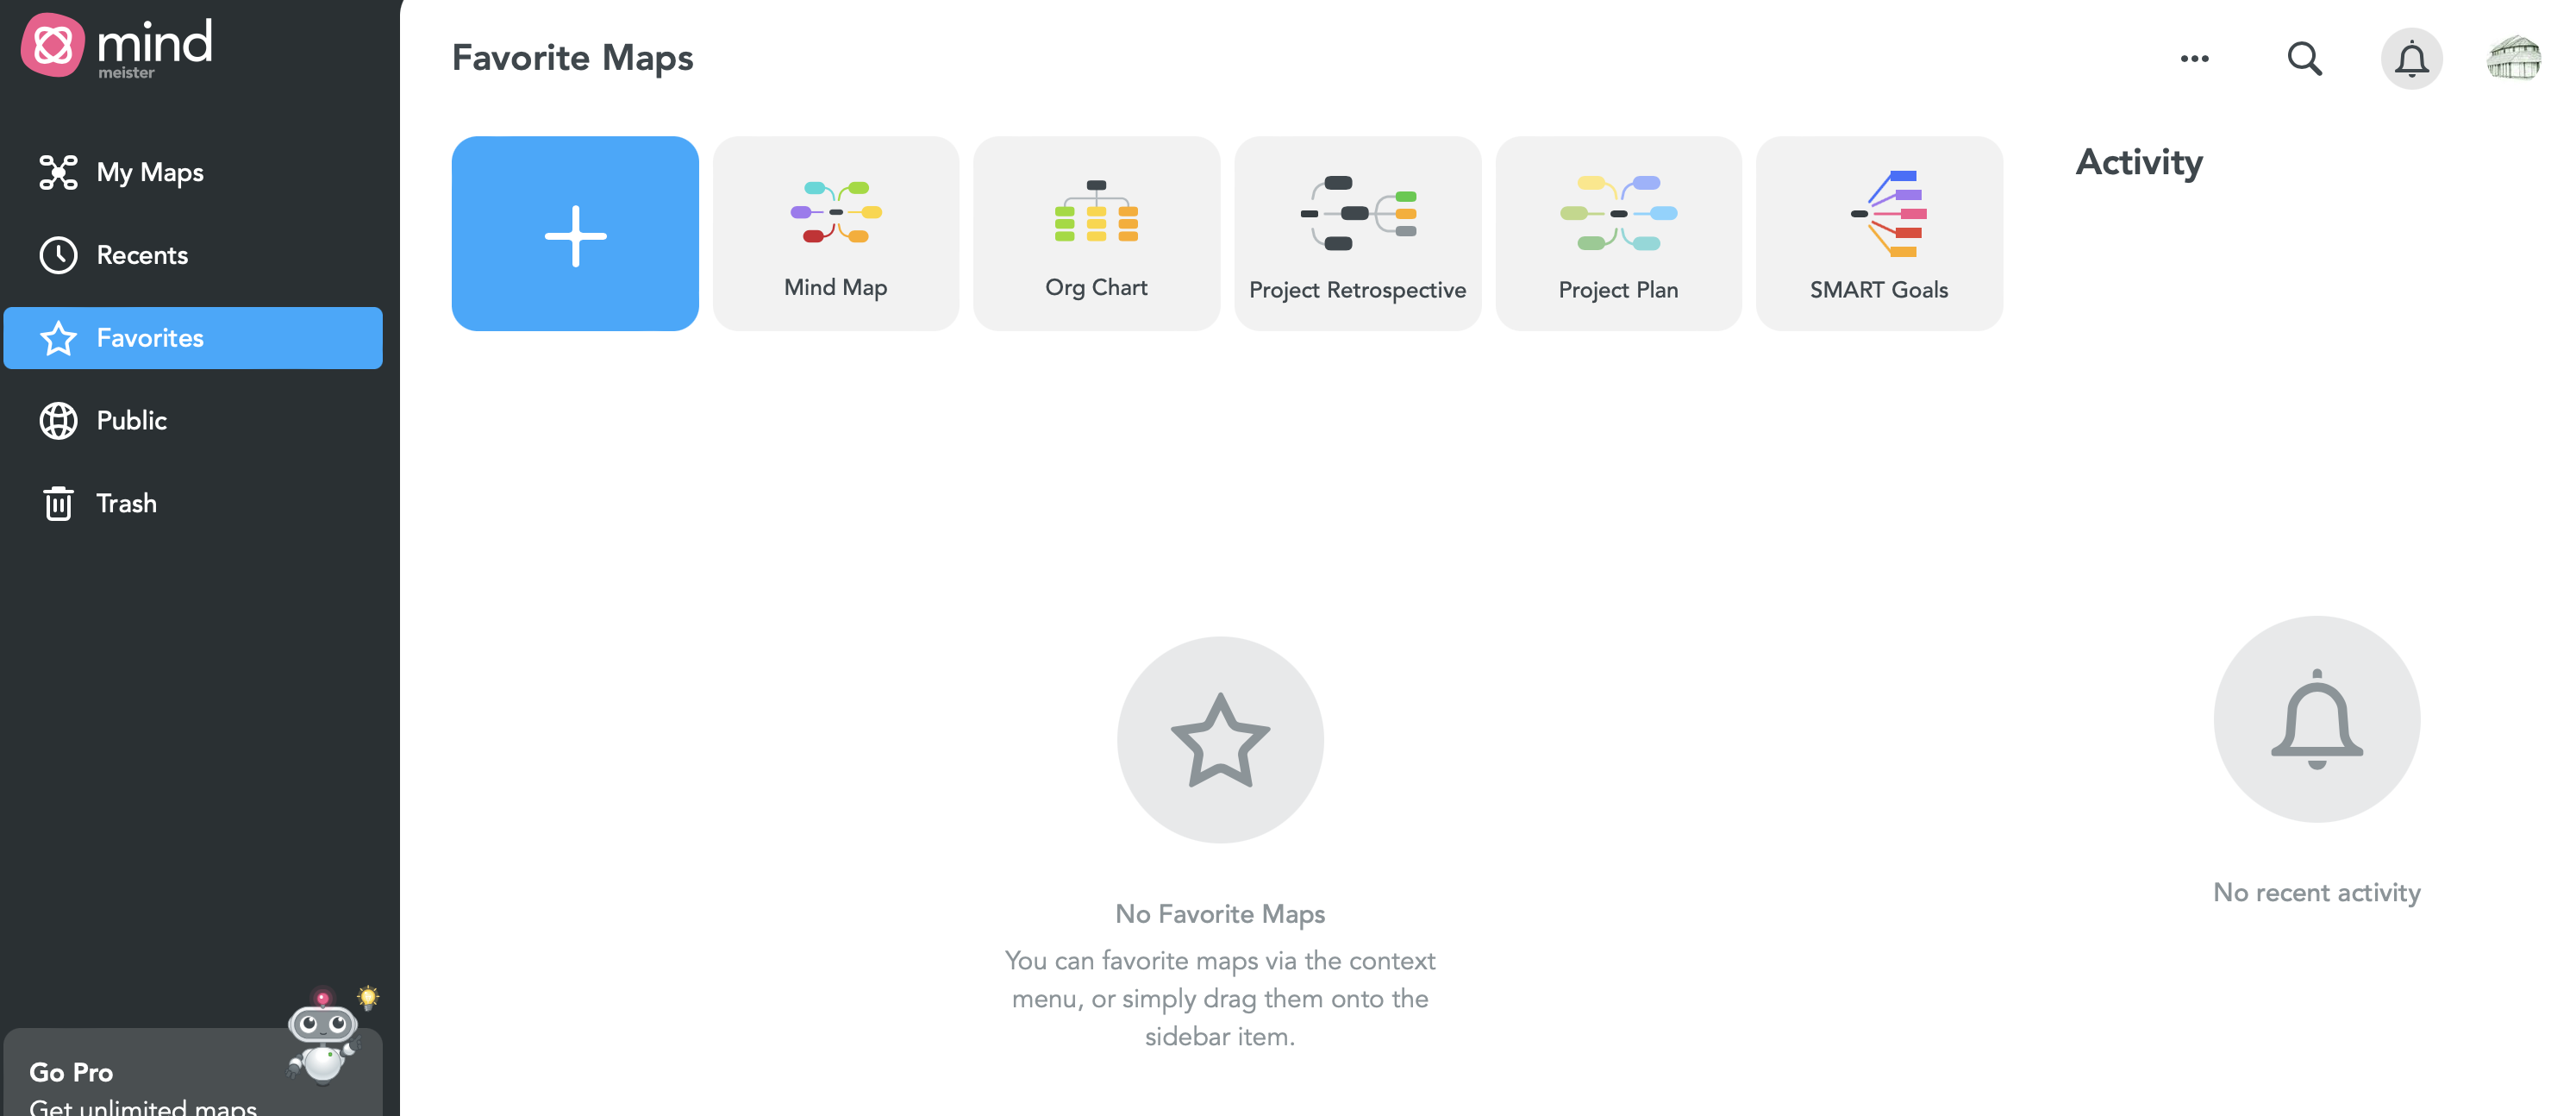 mind
meister
My Maps
Recents
Favorites
Public
Trash
Go Pro
Get unlimited maps
Favorite Maps
Mind Map
Org Chart
Project Retrospective
Project Plan
SMART Goals
No Favorite Maps
You can favorite maps via the context
menu, or simply drag them onto the
sidebar item.
Activity
No recent activity